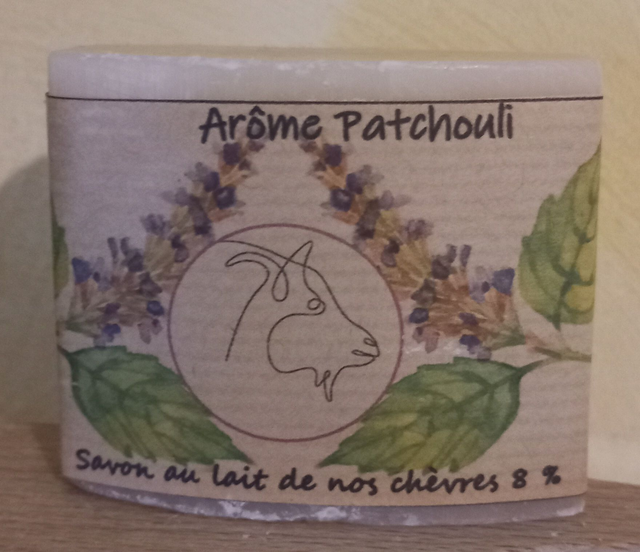 Arôme Patchouli
Savon au lait de nos chèvres 8 %